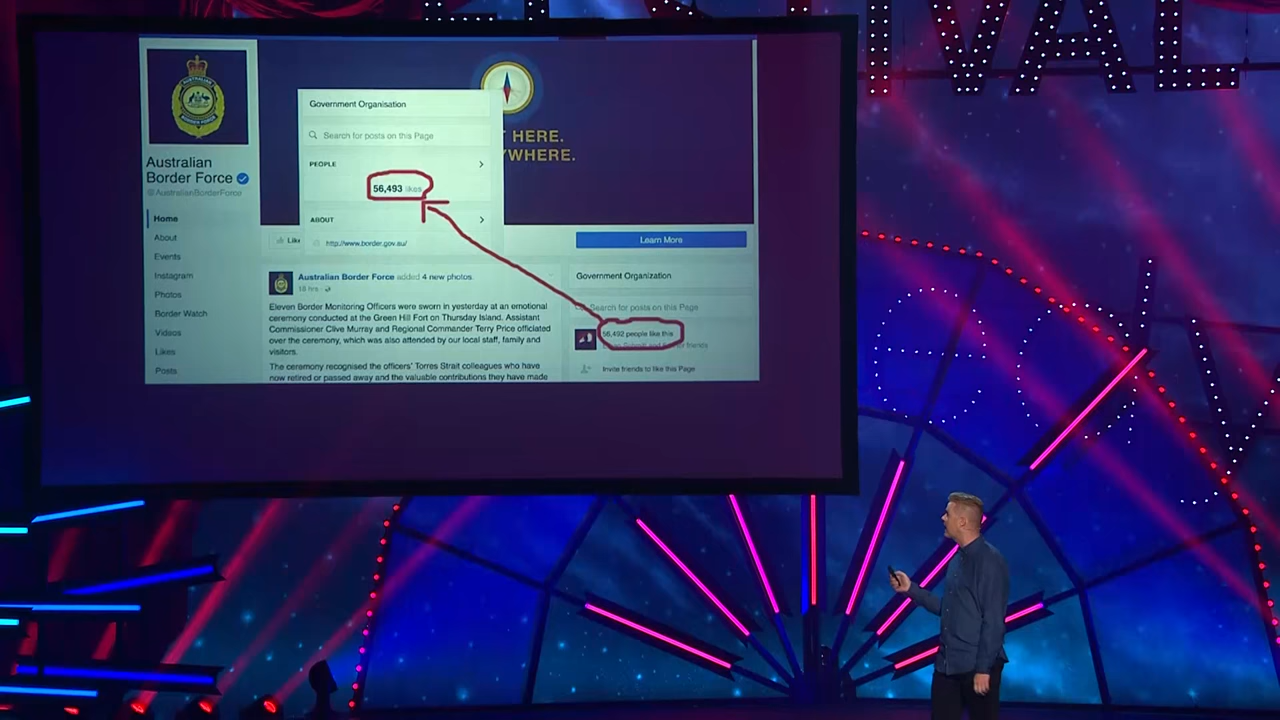 IVAL
Australian
Border Force
@AustralianBorderForce
Home
About
Events
Instagram
Photos
Border Watch
Videos
Likes
Posts
Government Organisation
Search for posts on this Page
PEOPLE
56,493 likes
ABOUT
http://www.border.gov.au/
HERE.
YWHERE.
Like
Learn More
Australian Border Force added 4 new photos.
18 hrs
Eleven Border Monitoring Officers were sworn in yesterday at an emotional
ceremony conducted at the Green Hill Fort on Thursday Island. Assistant
Commissioner Clive Murray and Regional Commander Terry Price officiated
over the ceremony, which was also attended by our local staff, family and
visitors.
The ceremony recognised the officers' Torres Strait colleagues who have
now retired or passed away and the valuable contributions they have made
Government Organization
Search for posts on this Page
56,492 people like this
friends
Invite friends to like this Page